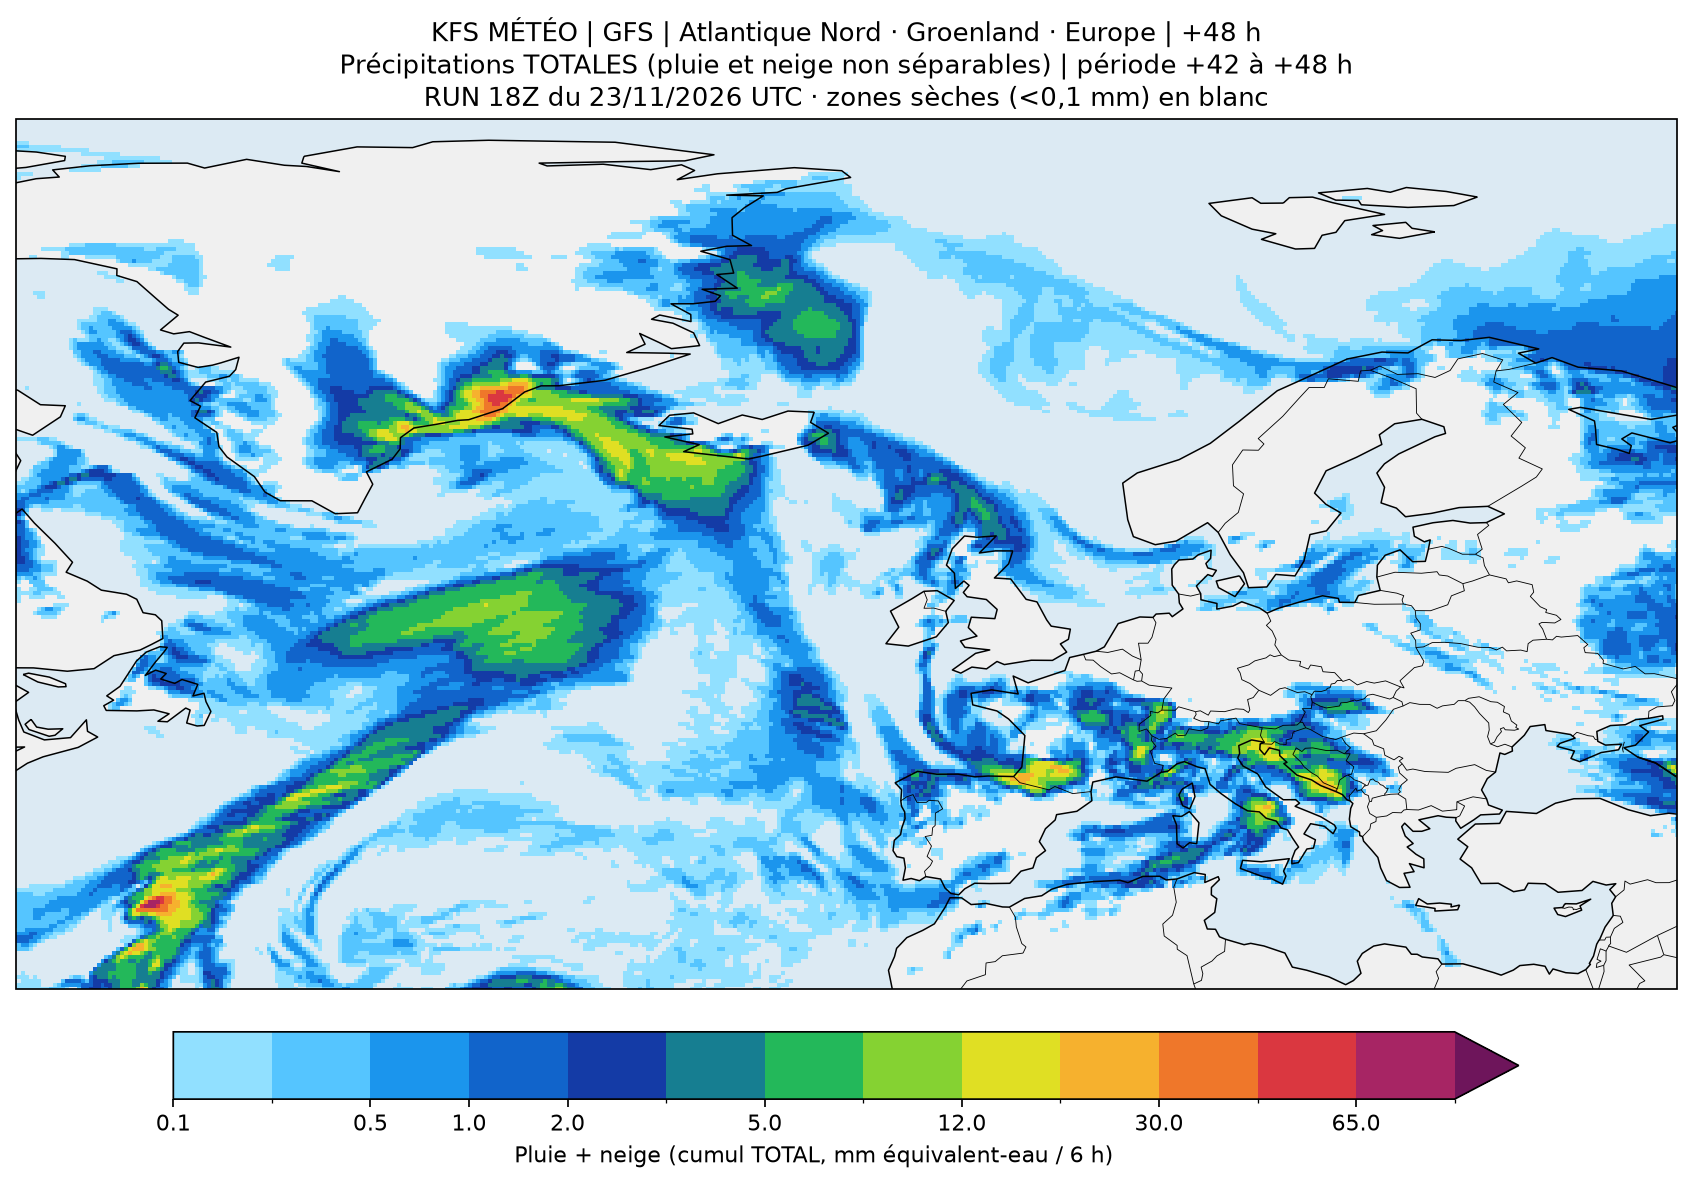 KFS MÉTÉO | GFS | Atlantique Nord · Groenland · Europe | +48 h
Précipitations TOTALES (pluie et neige non séparables) | période +42 à +48 h
RUN 18Z du 23/11/2026 UTC · zones sèches (<0,1 mm) en blanc
0.1 0.5 1.0 2.0 5.0 12.0 30.0 65.0
Pluie + neige (cumul TOTAL, mm équivalent-eau / 6 h)